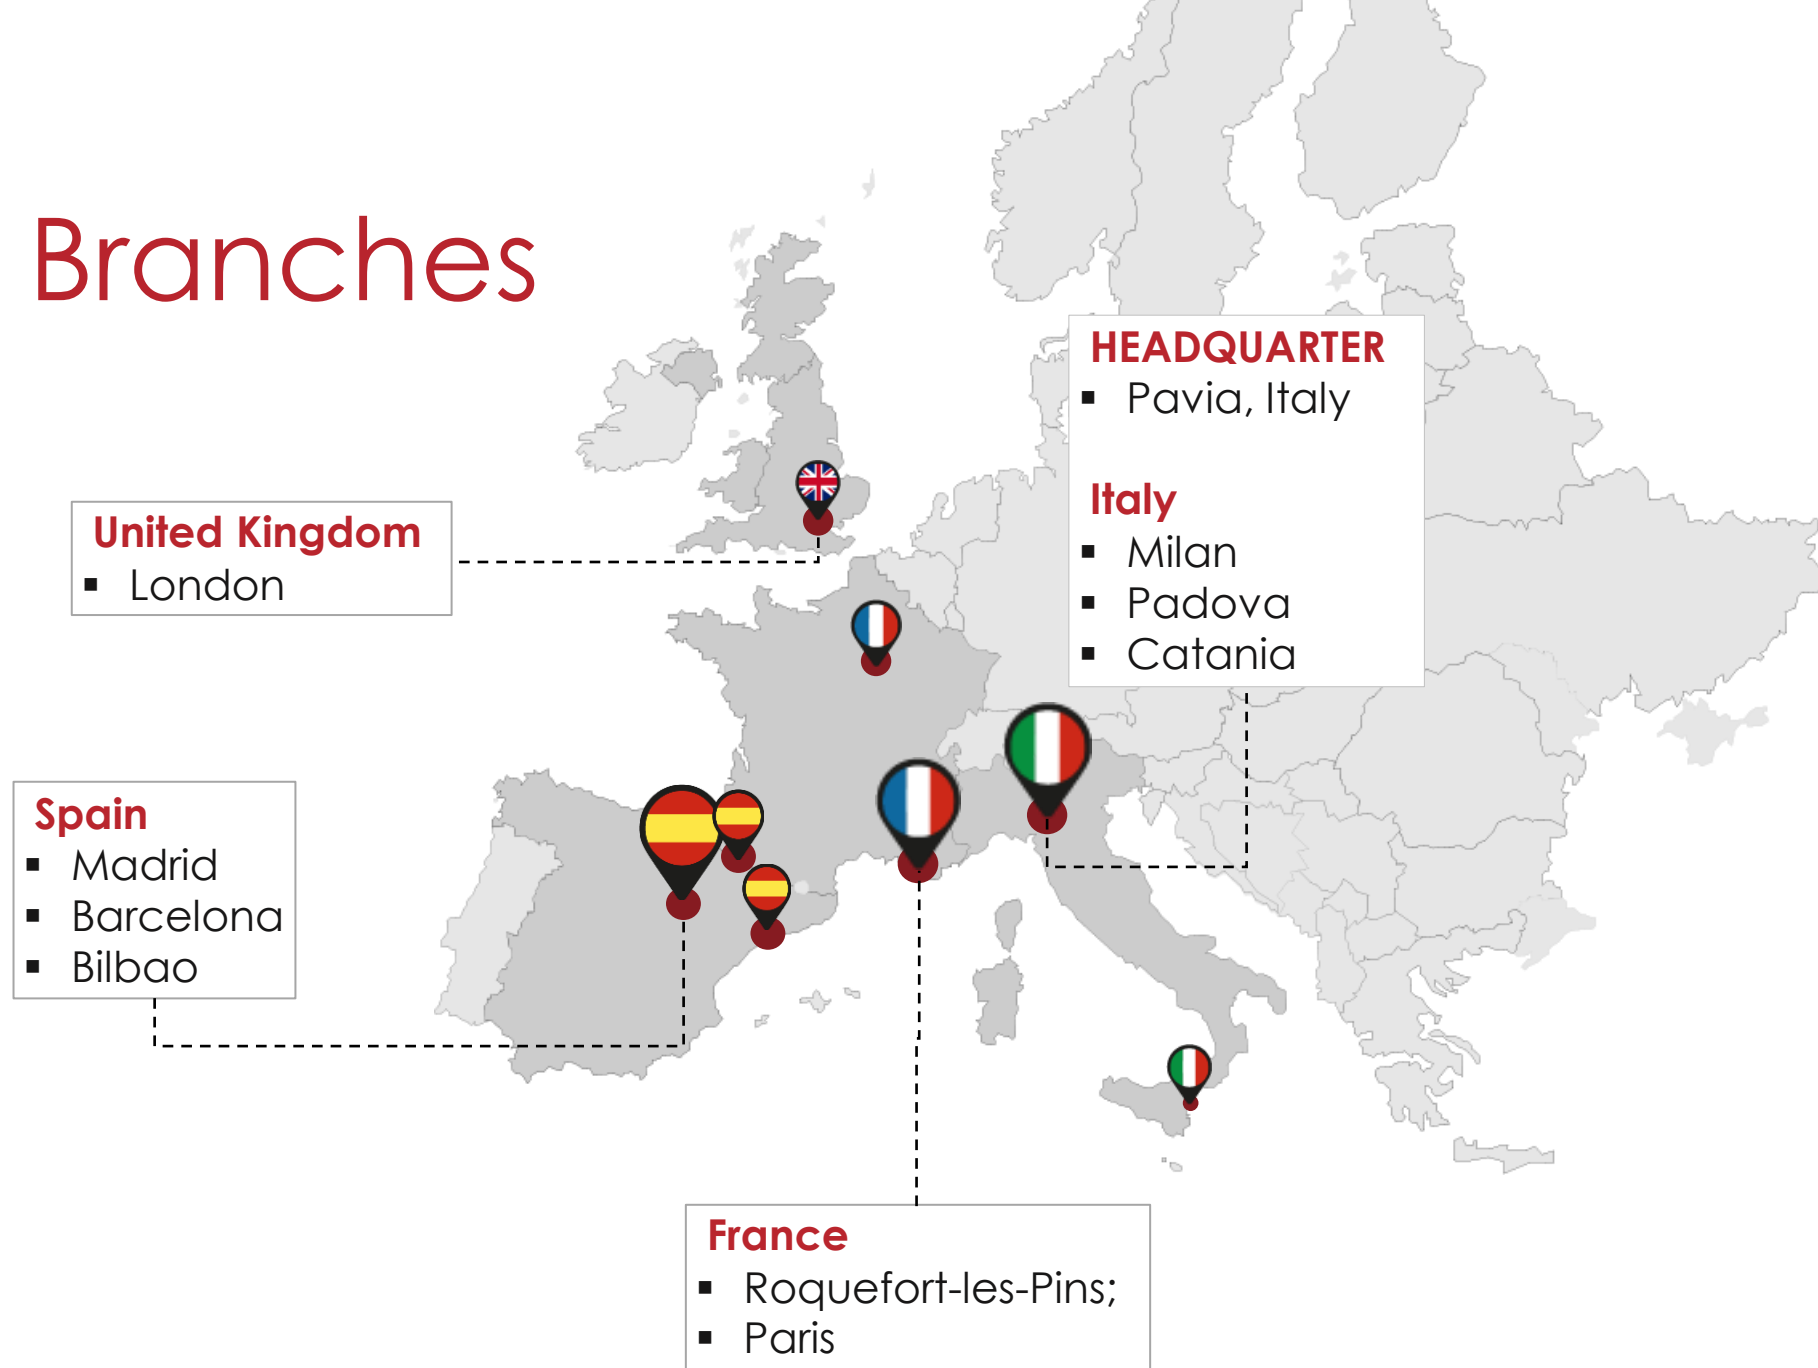 Branches
HEADQUARTER
▪ Pavia, Italy
Italy
▪ Milan
▪ Padova
▪ Catania
United Kingdom
▪ London
Spain
▪ Madrid
▪ Barcelona
▪ Bilbao
France
▪ Roquefort-les-Pins;
▪ Paris